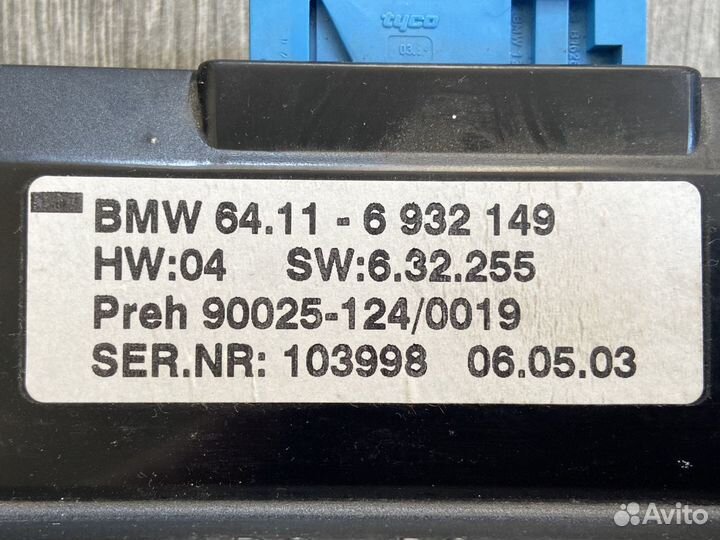 tyco
BMW 64.11 - 6 932 149
HW:04 SW:6.32.255
Preh 90025-124/0019
SER.NR: 103998 06.05.03
Avito